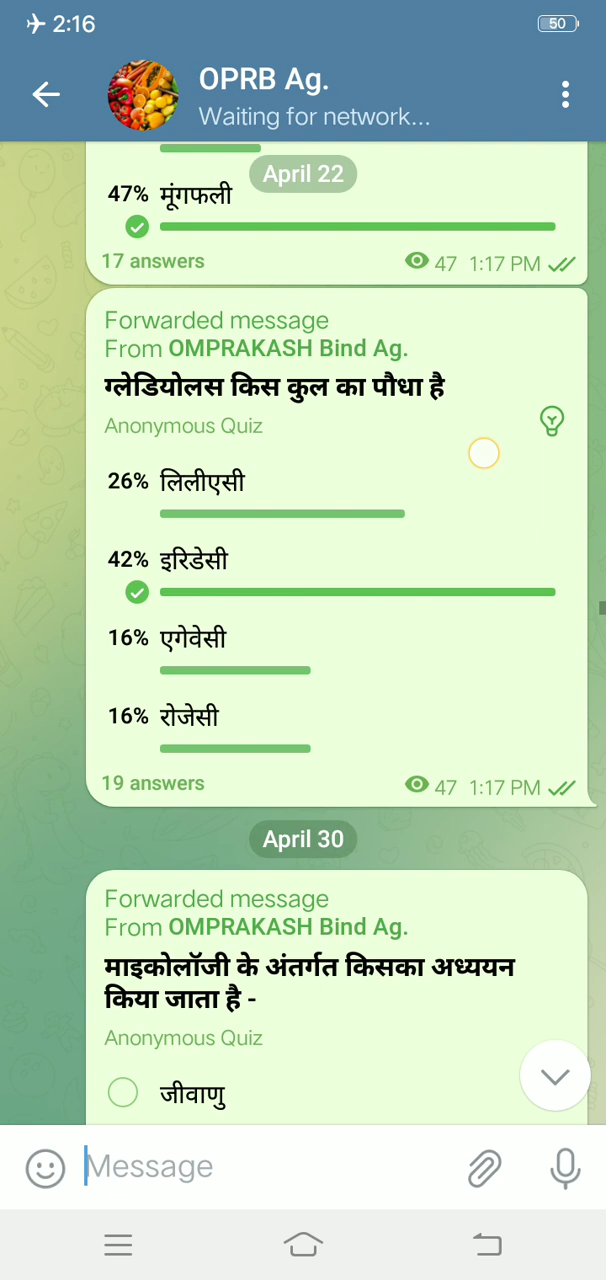 2:16
50
OPRB Ag.
Waiting for network...
April 22
47% मूंगफली
17 answers 47 1:17 PM
Forwarded message
From OMPRAKASH Bind Ag.
ग्लेडियोलस किस कुल का पौधा है
Anonymous Quiz
26% लिलीएसी
42% इरिडेसी
16% एगेवेसी
16% रोजेसी
19 answers 47 1:17 PM
April 30
Forwarded message
From OMPRAKASH Bind Ag.
माइकोलॉजी के अंतर्गत किसका अध्ययन
किया जाता है -
Anonymous Quiz
जीवाणु
Message